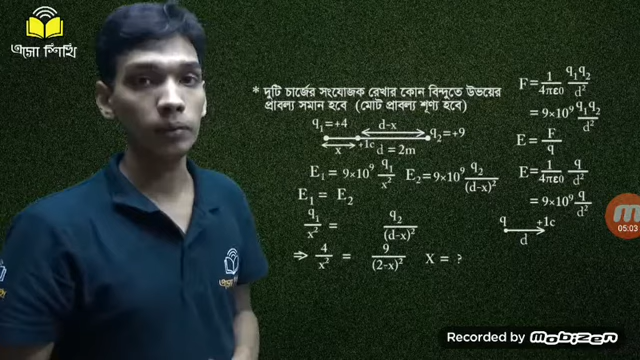 এসো শিখি
* দুটি চার্জের সংযোজক রেখার কোন বিন্দুতে উভয়ের
প্রাবল্য সমান হবে (মোট প্রাবল্য শূণ্য হবে)
q₁=+4
d-x
q₂=+9
x
+1c
d = 2m
E₁ = 9×10⁹ q₁/x² E₂=9×10⁹ q₂/(d-x)²
E₁ = E₂
q₁/x² = q₂/(d-x)²
⇒ 4/x² = 9/(2-x)² X = ?
F = 1/4πε0 q₁q₂/d²
= 9×10⁹ q₁q₂/d²
E = F/q
E = 1/4πε0 q/d²
= 9×10⁹ q/d²
q +1c
d
05:03
Recorded by Mobizen